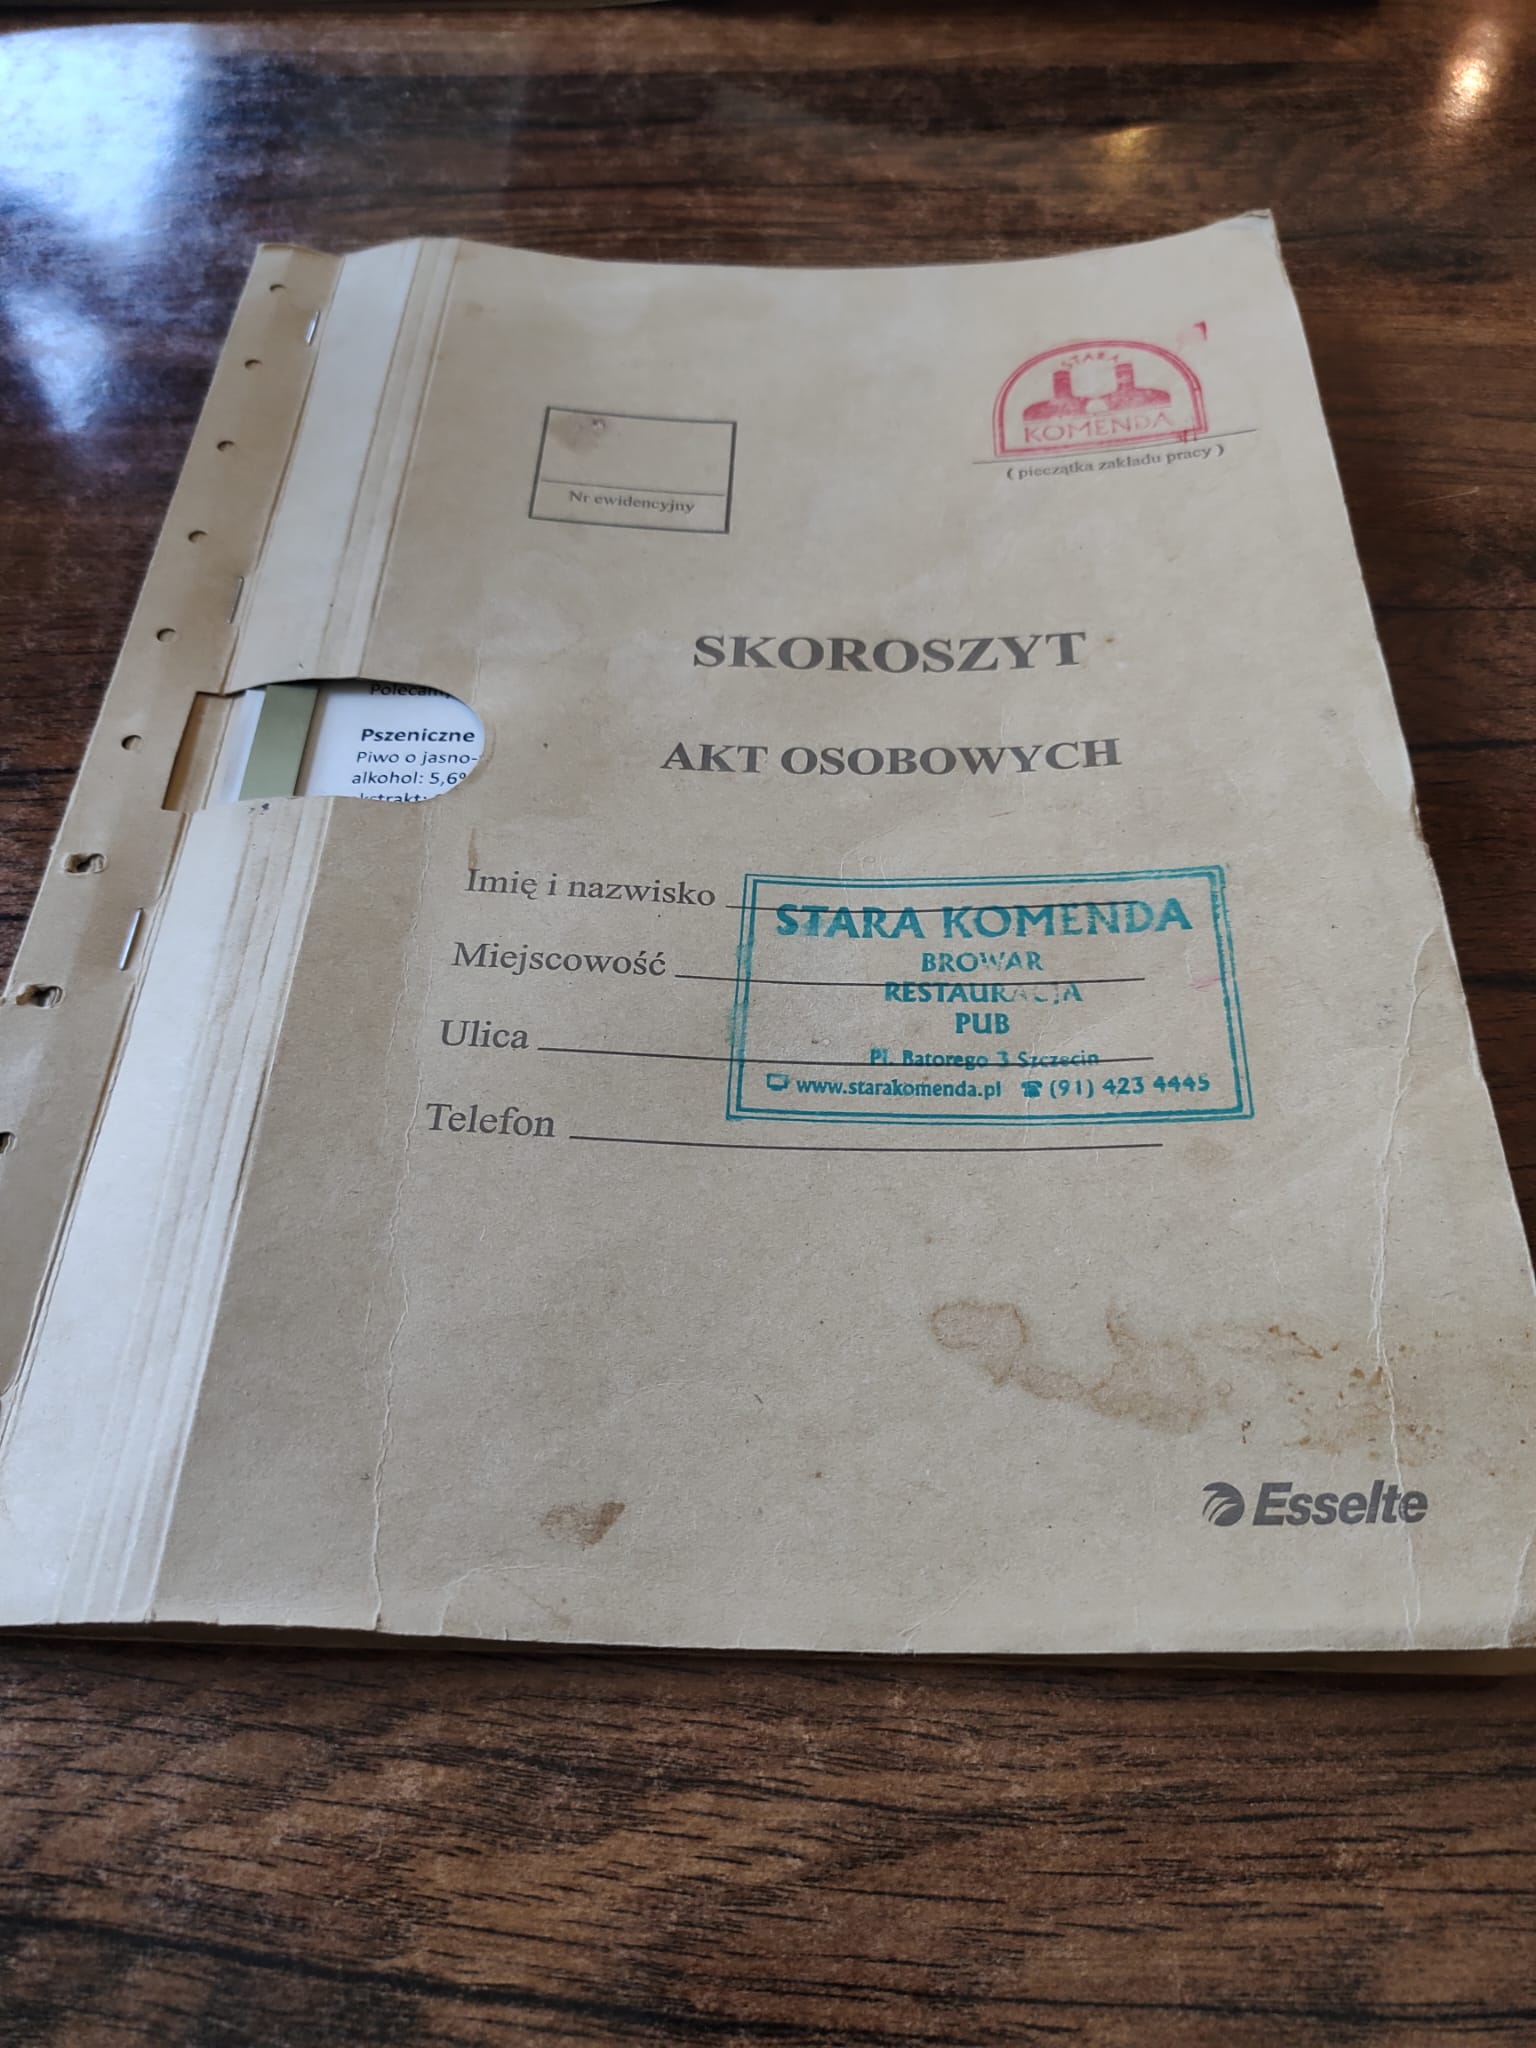 STARA
KOMENDA
( pieczątka zakładu pracy )
Nr ewidencyjny
SKOROSZYT
AKT OSOBOWYCH
Pszeniczne
Piwo o jasno-
alkohol: 5,6%
Imię i nazwisko
Miejscowość
Ulica
Telefon
STARA KOMENDA
BROWAR
RESTAURACJA
PUB
Pl. Batorego 3 Szczecin
www.starakomenda.pl (91) 423 4445
Esselte